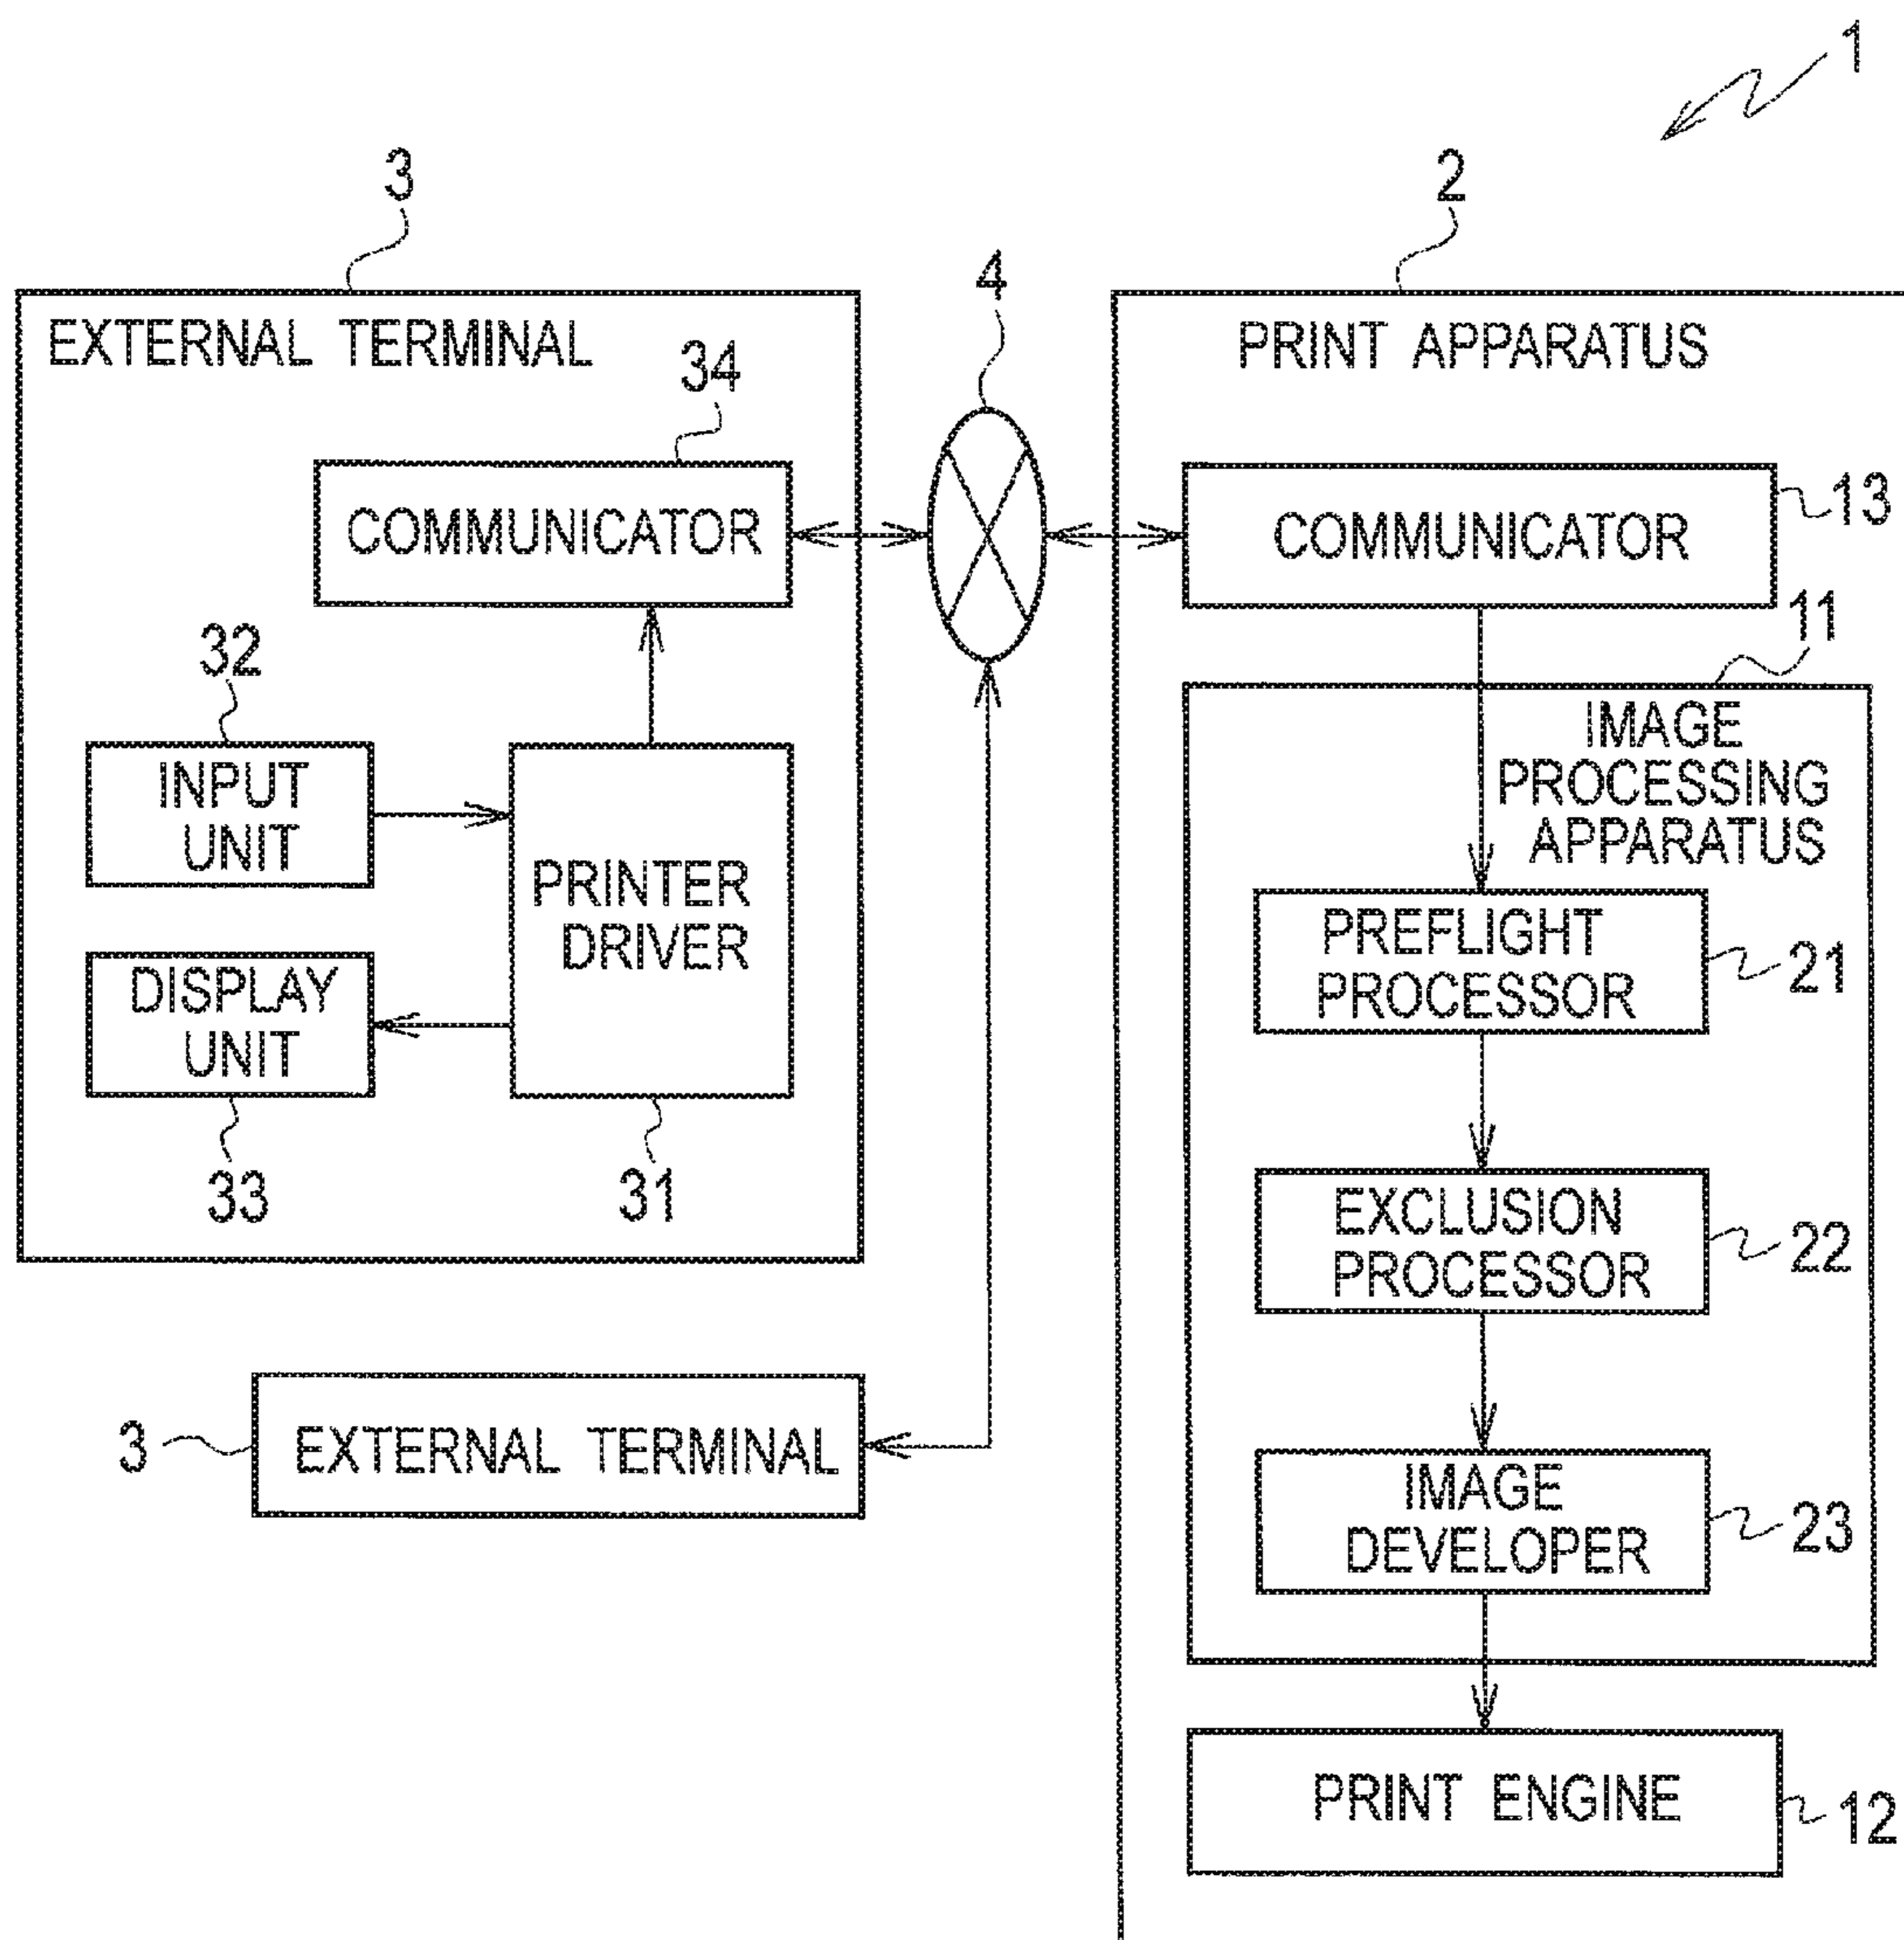 1
3
2
4
EXTERNAL TERMINAL
PRINT APPARATUS
34
COMMUNICATOR
COMMUNICATOR
13
11
32
INPUT
UNIT
IMAGE
PROCESSING
APPARATUS
PRINTER
DRIVER
DISPLAY
UNIT
33
31
PREFLIGHT
PROCESSOR
21
EXCLUSION
PROCESSOR
22
3
EXTERNAL TERMINAL
IMAGE
DEVELOPER
23
PRINT ENGINE
12